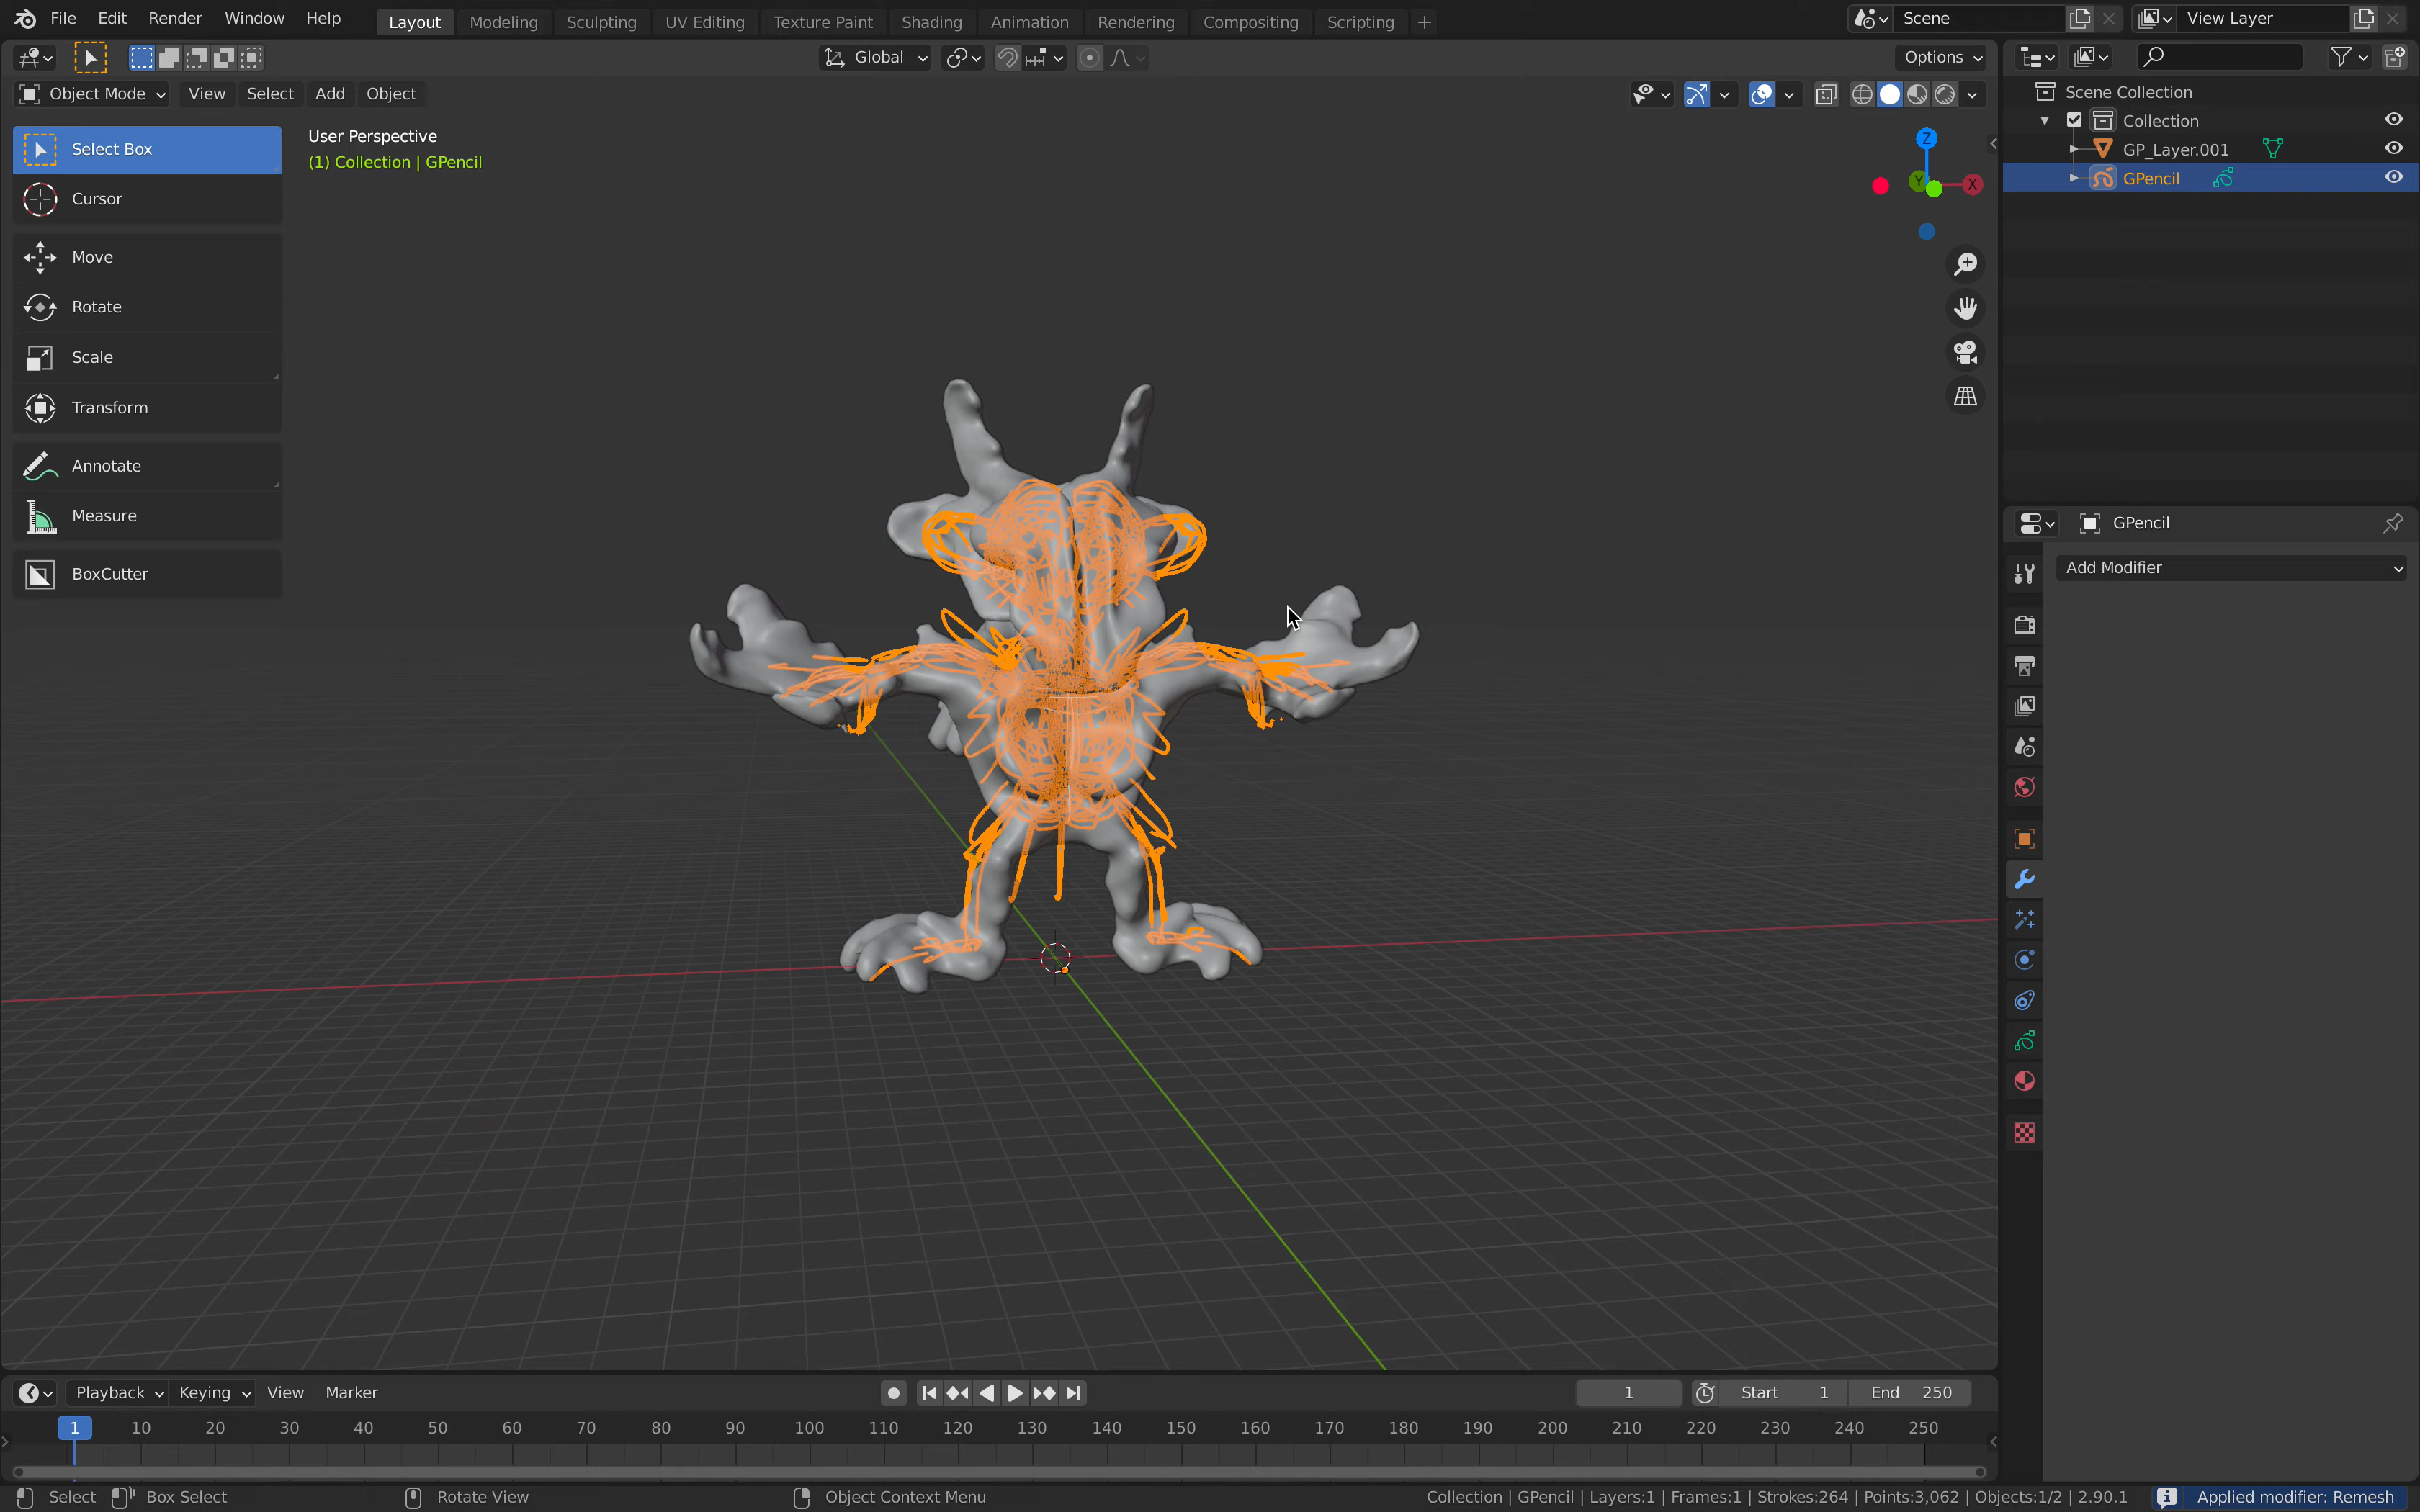 File Edit Render Window Help Layout Modeling Sculpting UV Editing Texture Paint Shading Animation Rendering Compositing Scripting + Scene View Layer
Global Options
Object Mode View Select Add Object
Scene Collection
Collection
GP_Layer.001
GPencil
Select Box
Cursor
Move
Rotate
Scale
Transform
Annotate
Measure
BoxCutter
User Perspective
(1) Collection | GPencil
Z
Y
X
GPencil
Add Modifier
Playback Keying View Marker 1 Start 1 End 250
1 10 20 30 40 50 60 70 80 90 100 110 120 130 140 150 160 170 180 190 200 210 220 230 240 250
Select Box Select Rotate View Object Context Menu Collection | GPencil | Layers:1 | Frames:1 | Strokes:264 | Points:3,062 | Objects:1/2 | 2.90.1 Applied modifier: Remesh